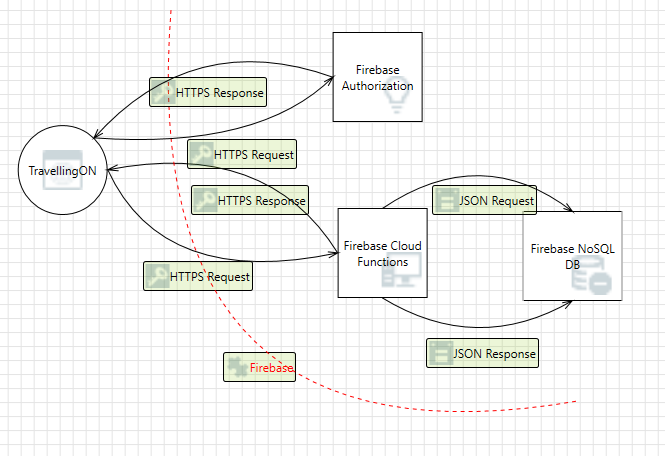 Firebase
Authorization
HTTPS Response
HTTPS Request
TravellingON
HTTPS Response
JSON Request
Firebase Cloud
Functions
Firebase NoSQL
DB
HTTPS Request
JSON Response
Firebase